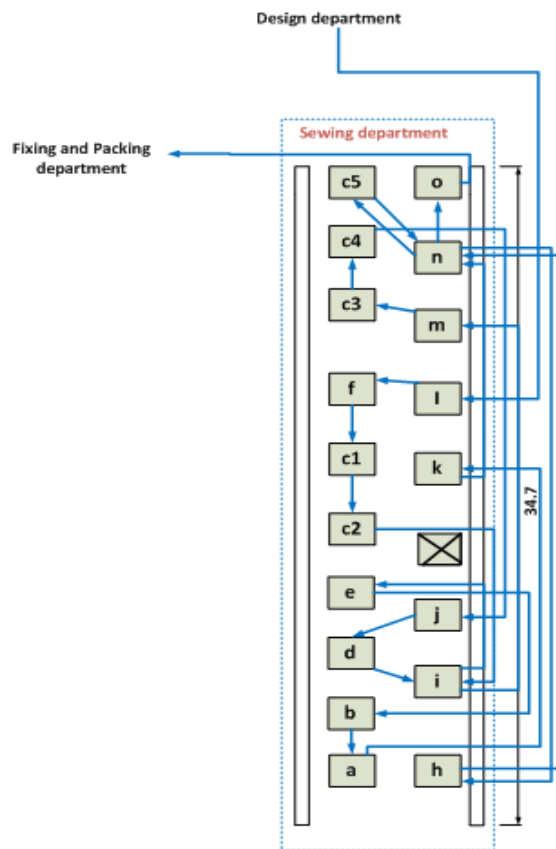 Design department
Sewing department
Fixing and Packing
department
c5
o
c4
n
c3
m
f
l
c1
k
34.7
c2
e
j
d
i
b
a
h